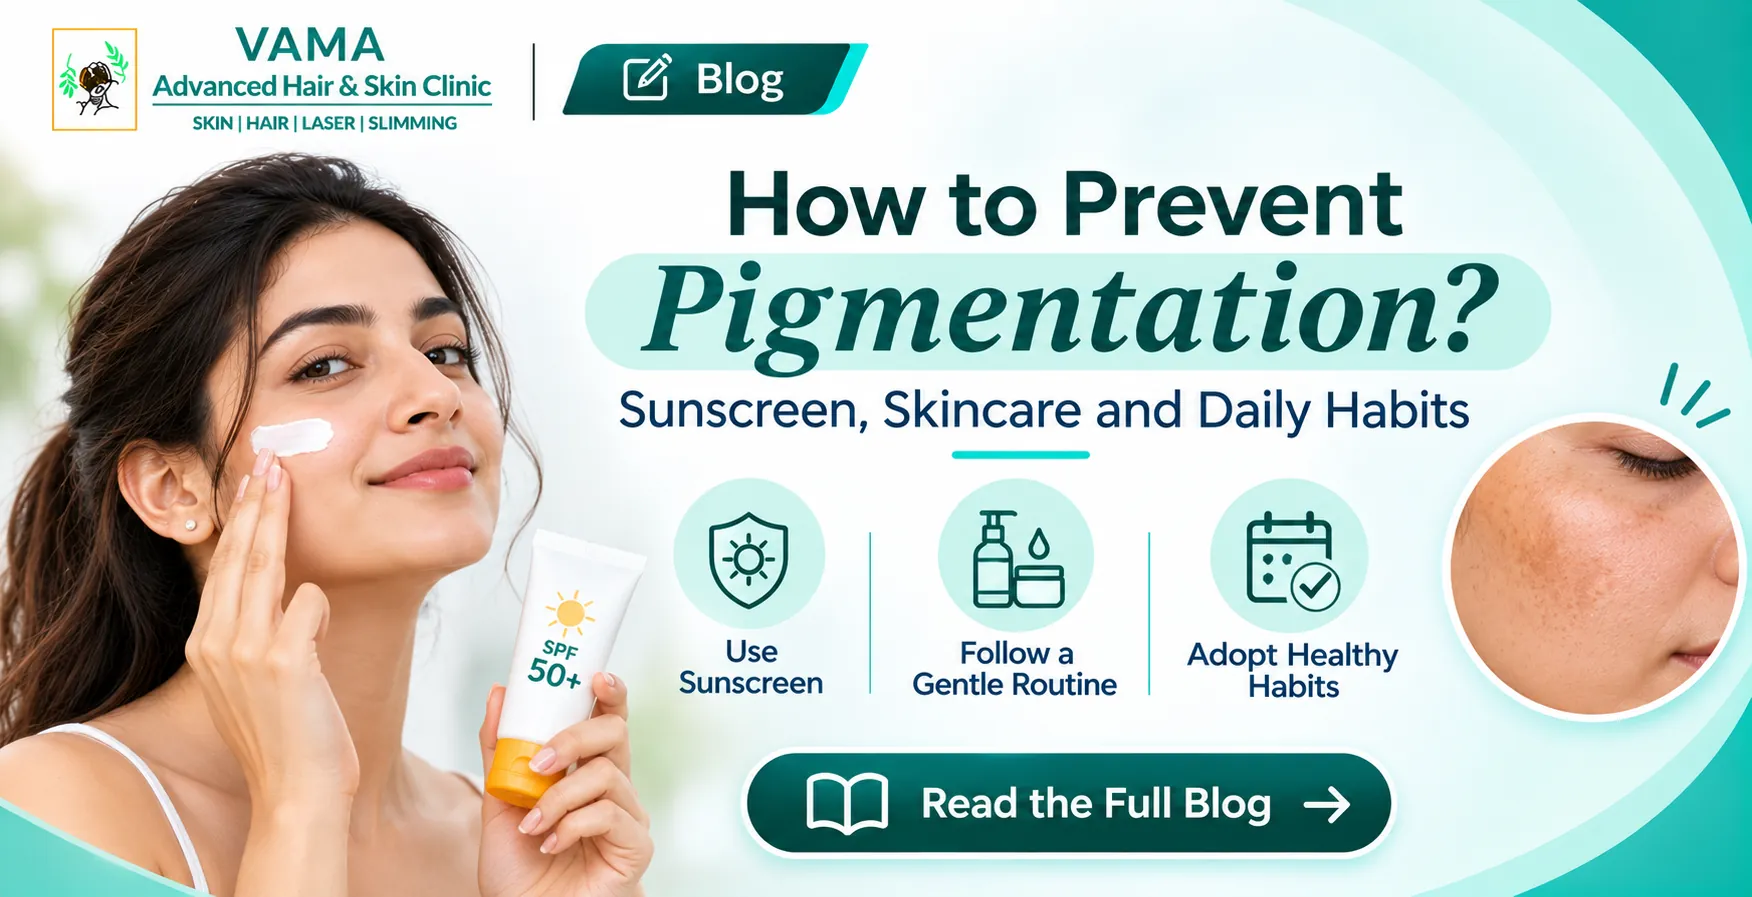 VAMA
Advanced Hair & Skin Clinic
SKIN | HAIR | LASER | SLIMMING
Blog
How to Prevent
Pigmentation?
Sunscreen, Skincare and Daily Habits
SPF
50+
Use
Sunscreen
Follow a
Gentle Routine
Adopt Healthy
Habits
Read the Full Blog